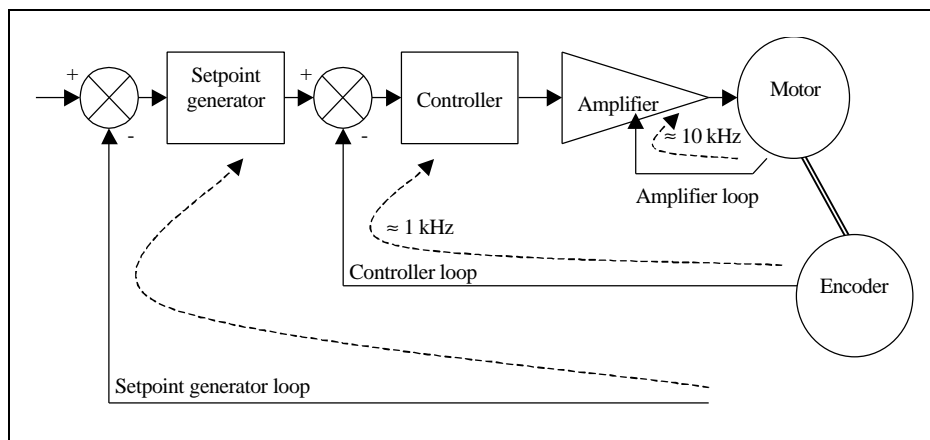 +
Setpoint
generator
-
+
Controller
-
Amplifier
Motor
≈ 10 kHz
Amplifier loop
≈ 1 kHz
Controller loop
Encoder
Setpoint generator loop